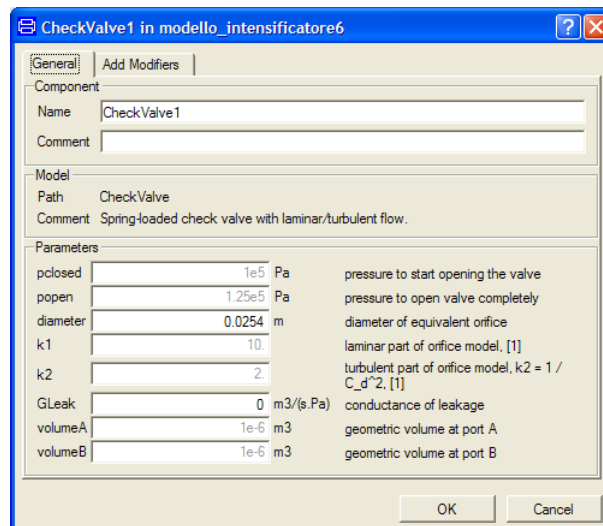 CheckValve1 in modello_intensificatore6
General Add Modifiers
Component
Name CheckValve1
Comment
Model
Path CheckValve
Comment Spring-loaded check valve with laminar/turbulent flow.
Parameters
pclosed 1e5 Pa pressure to start opening the valve
popen 1.25e5 Pa pressure to open valve completely
diameter 0.0254 m diameter of equivalent orifice
k1 10. laminar part of orifice model, [1]
k2 2. turbulent part of orifice model, k2 = 1 /
C_d^2, [1]
GLeak 0 m3/(s.Pa) conductance of leakage
volumeA 1e-6 m3 geometric volume at port A
volumeB 1e-6 m3 geometric volume at port B
OK Cancel